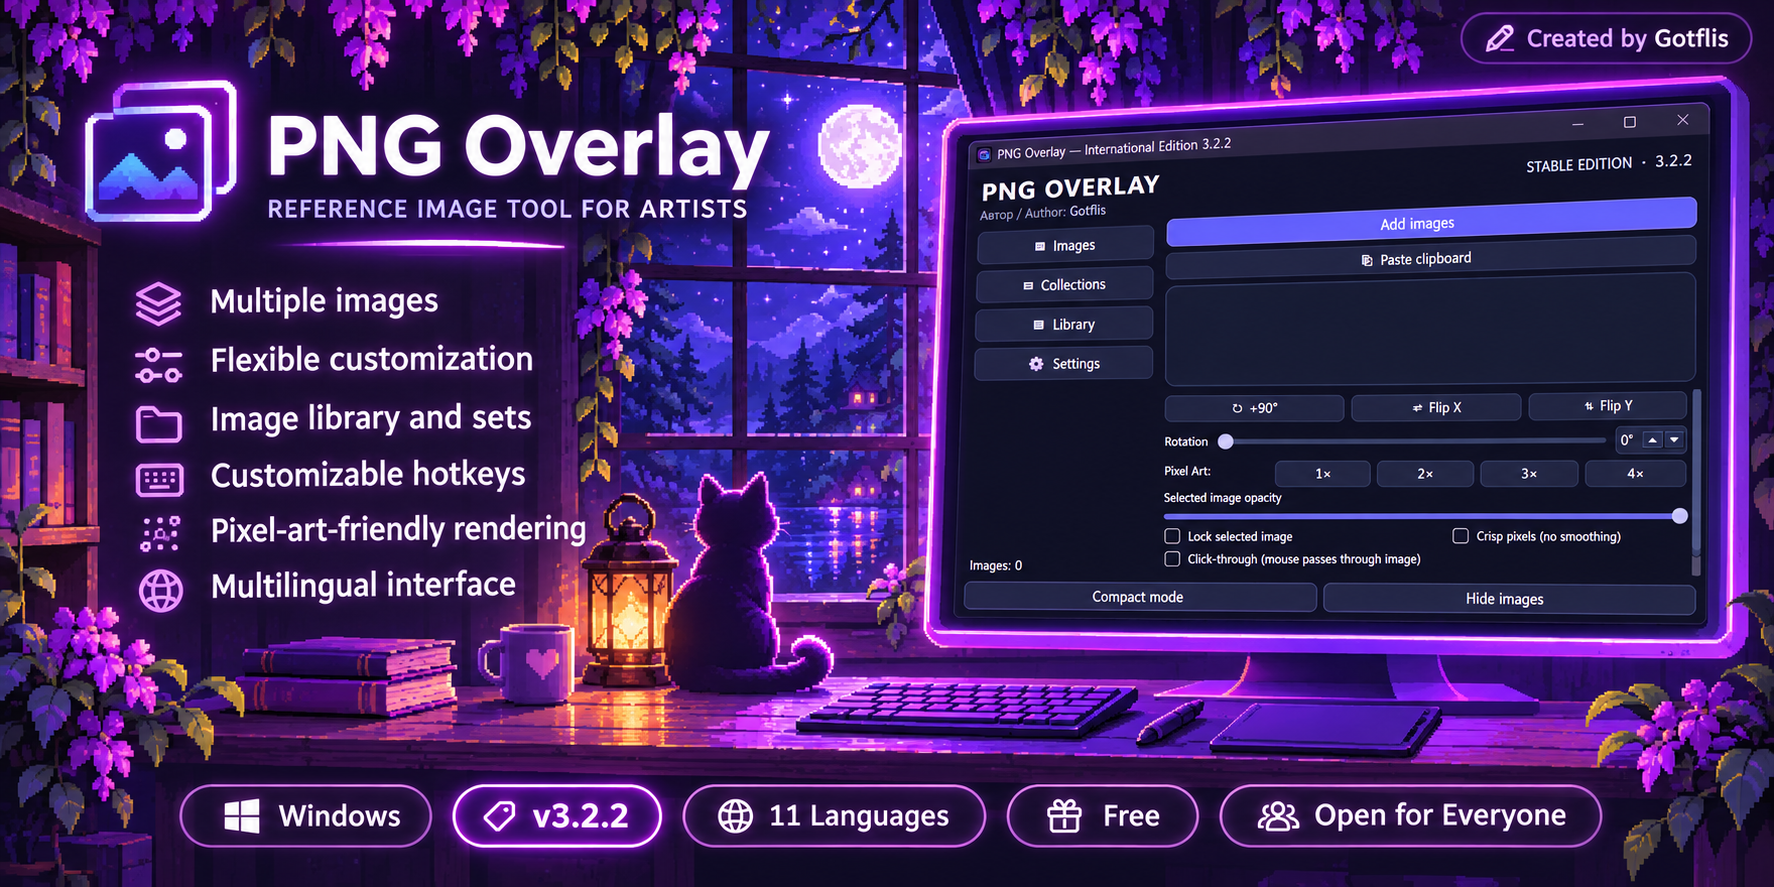 Created by Gotflis
PNG Overlay
REFERENCE IMAGE TOOL FOR ARTISTS
Multiple images
Flexible customization
Image library and sets
Customizable hotkeys
Pixel-art-friendly rendering
Multilingual interface
PNG Overlay — International Edition 3.2.2
STABLE EDITION · 3.2.2
PNG OVERLAY
Автор / Author: Gotflis
Images
Collections
Library
Settings
Images: 0
Add images
Paste clipboard
+90°
Flip X
Flip Y
Rotation
0°
Pixel Art:
1×
2×
3×
4×
Selected image opacity
Lock selected image
Crisp pixels (no smoothing)
Click-through (mouse passes through image)
Compact mode
Hide images
Windows
v3.2.2
11 Languages
Free
Open for Everyone